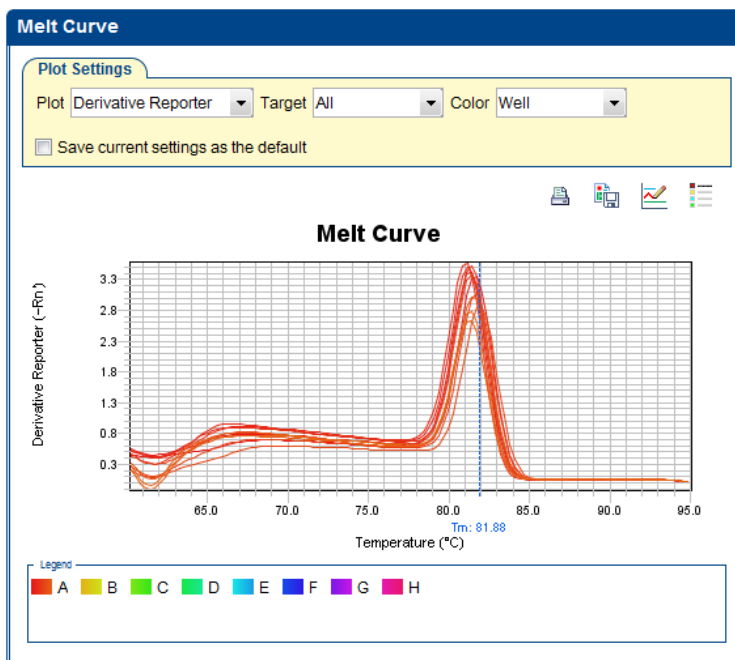 Melt Curve
Plot Settings
Plot Derivative Reporter Target All Color Well
Save current settings as the default
Melt Curve
Derivative Reporter (-Rn')
3.3
2.8
2.3
1.8
1.3
0.8
0.3
65.0 70.0 75.0 80.0 85.0 90.0 95.0
Tm: 81.88
Temperature (°C)
Legend
A B C D E F G H